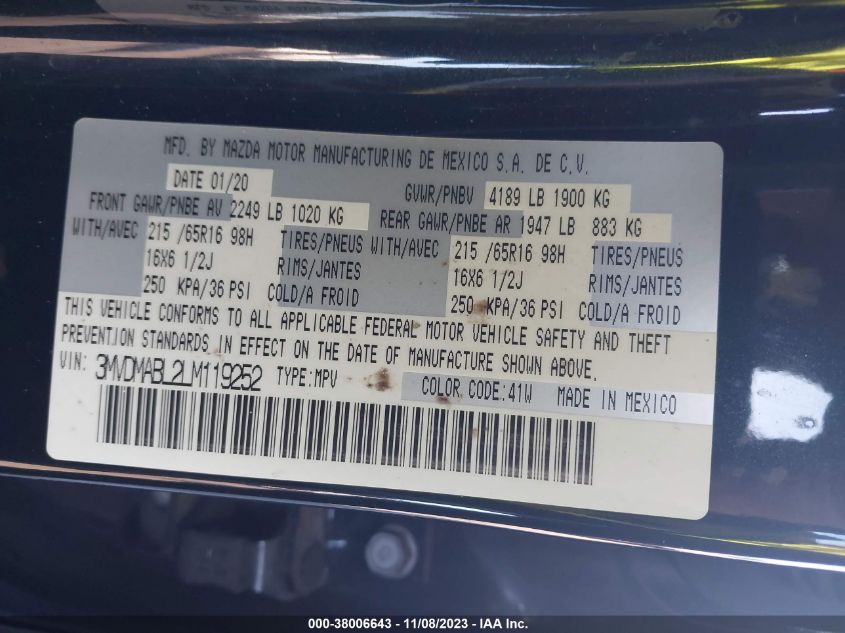 MFD. BY MAZDA MOTOR MANUFACTURING DE MEXICO S.A. DE C.V.
DATE 01/20 GVWR/PNBV 4189 LB 1900 KG
FRONT GAWR/PNBE AV 2249 LB 1020 KG REAR GAWR/PNBE AR 1947 LB 883 KG
WITH/AVEC 215 /65R16 98H TIRES/PNEUS WITH/AVEC 215 /65R16 98H TIRES/PNEUS
16X6 1/2J RIMS/JANTES 16X6 1/2J RIMS/JANTES
250 KPA/36 PSI COLD/A FROID 250 KPA/36 PSI COLD/A FROID
THIS VEHICLE CONFORMS TO ALL APPLICABLE FEDERAL MOTOR VEHICLE SAFETY AND THEFT
PREVENTION STANDARDS IN EFFECT ON THE DATE OF MANUFACTURE SHOWN ABOVE.
VIN: 3MVDMABL2LM119252 TYPE:MPV COLOR CODE:41W MADE IN MEXICO
000-38006643 - 11/08/2023 - IAA Inc.